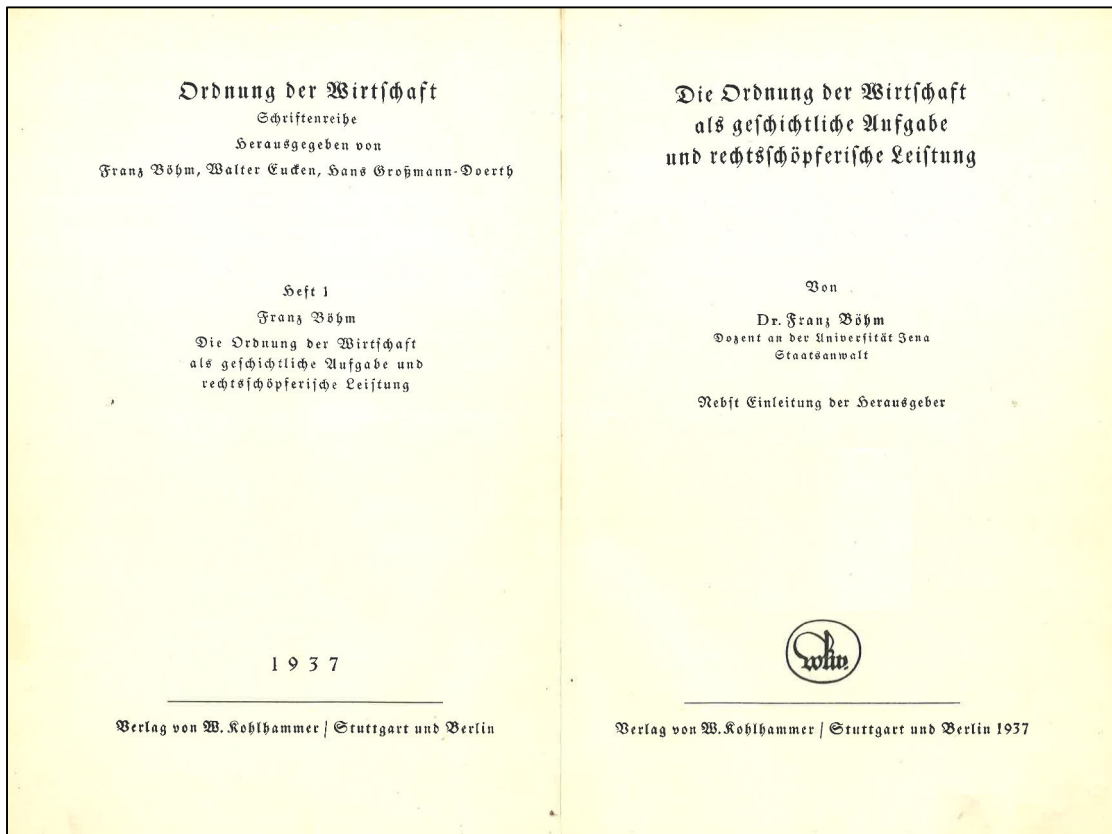 Ordnung der Wirtschaft
Schriftenreihe
Herausgegeben von
Franz Böhm, Walter Eucken, Hans Großmann-Doerth
Heft 1
Franz Böhm
Die Ordnung der Wirtschaft
als geschichtliche Aufgabe und
rechtsschöpferische Leistung
1937
Verlag von W. Kohlhammer / Stuttgart und Berlin
Die Ordnung der Wirtschaft
als geschichtliche Aufgabe
und rechtsschöpferische Leistung
Von
Dr. Franz Böhm
Dozent an der Universität Jena
Staatsanwalt
Nebst Einleitung der Herausgeber
Verlag von W. Kohlhammer / Stuttgart und Berlin 1937